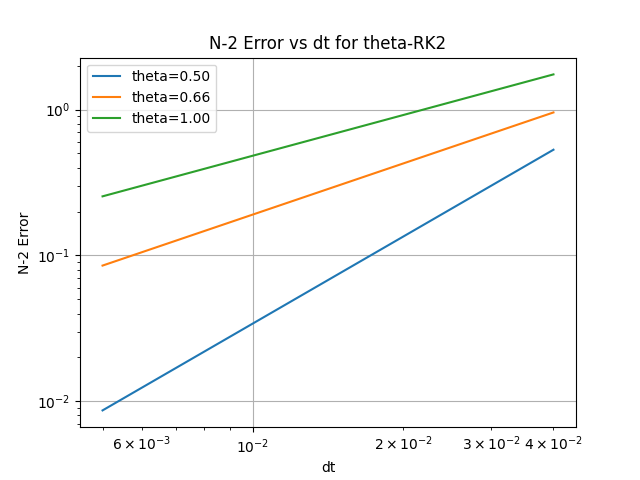 N-2 Error vs dt for theta-RK2
theta=0.50
theta=0.66
theta=1.00
10⁰
10⁻¹
10⁻²
N-2 Error
6 × 10⁻³
10⁻²
2 × 10⁻²
3 × 10⁻²
4 × 10⁻²
dt